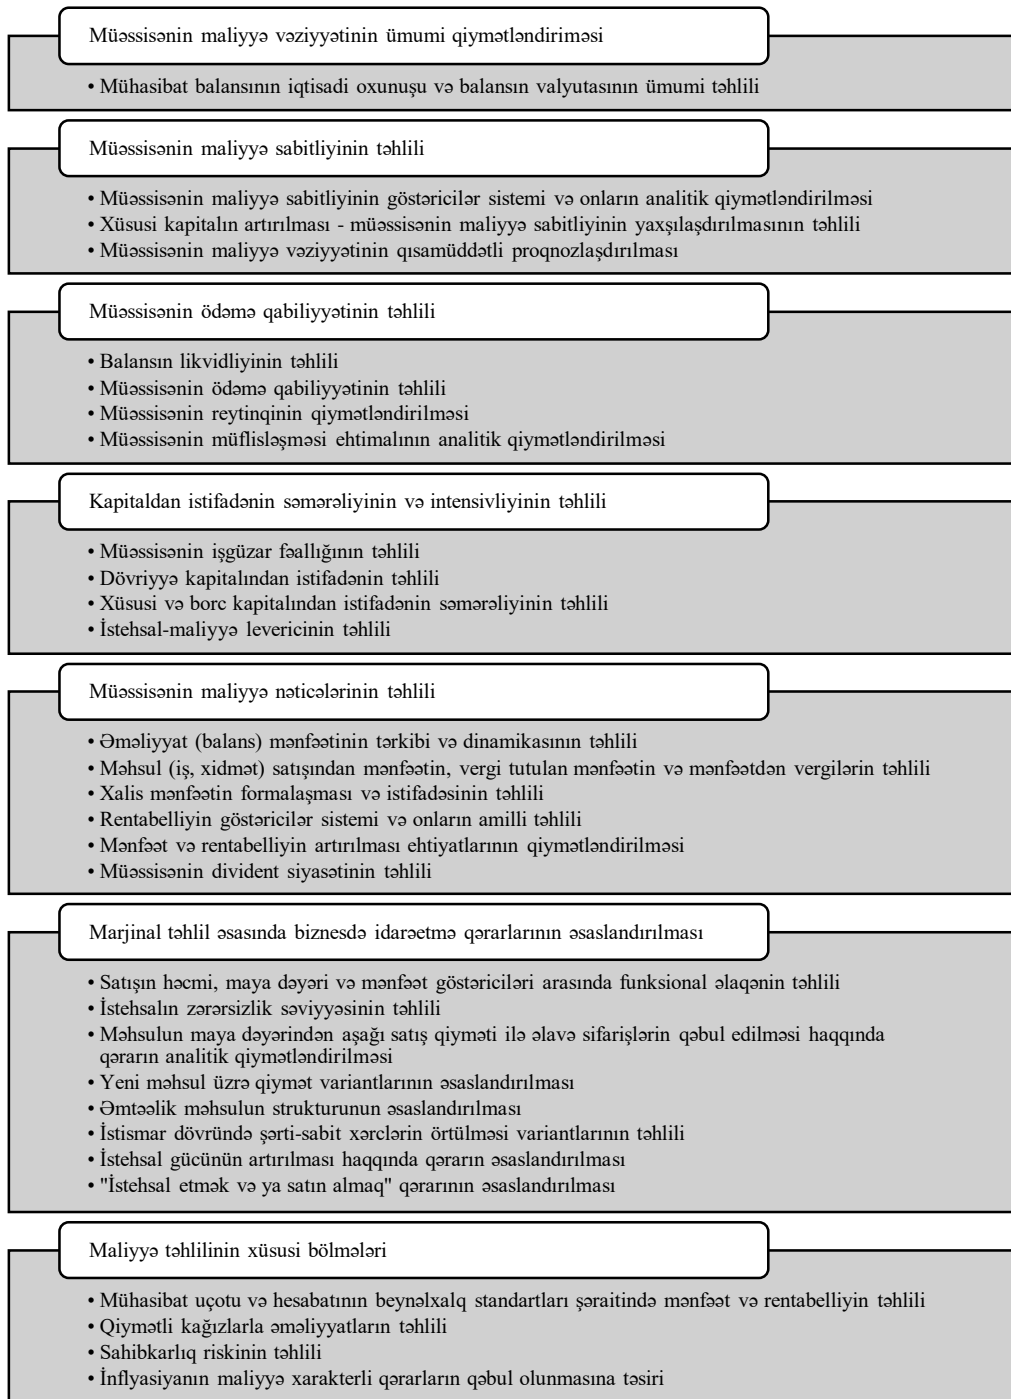 Müəssisənin maliyyə vəziyyətinin ümumi qiymətləndiriməsi
• Mühasibat balansının iqtisadi oxunuşu və balansın valyutasının ümumi təhlili
Müəssisənin maliyyə sabitliyinin təhlili
• Müəssisənin maliyyə sabitliyinin göstəricilər sistemi və onların analitik qiymətləndirilməsi
• Xüsusi kapitalın artırılması - müəssisənin maliyyə sabitliyinin yaxşılaşdırılmasının təhlili
• Müəssisənin maliyyə vəziyyətinin qısamüddətli proqnozlaşdırılması
Müəssisənin ödəmə qabiliyyətinin təhlili
• Balansın likvidliyinin təhlili
• Müəssisənin ödəmə qabiliyyətinin təhlili
• Müəssisənin reytinqinin qiymətləndirilməsi
• Müəssisənin müflisləşməsi ehtimalının analitik qiymətləndirilməsi
Kapitaldan istifadənin səmərəliyinin və intensivliyinin təhlili
• Müəssisənin işgüzar fəallığının təhlili
• Dövriyyə kapitalından istifadənin təhlili
• Xüsusi və borc kapitalından istifadənin səmərəliyinin təhlili
• İstehsal-maliyyə levericinin təhlili
Müəssisənin maliyyə nəticələrinin təhlili
• Əməliyyat (balans) mənfəətinin tərkibi və dinamikasının təhlili
• Məhsul (iş, xidmət) satışından mənfəətin, vergi tutulan mənfəətin və mənfəətdən vergilərin təhlili
• Xalis mənfəətin formalaşması və istifadəsinin təhlili
• Rentabelliyin göstəricilər sistemi və onların amilli təhlili
• Mənfəət və rentabelliyin artırılması ehtiyatlarının qiymətləndirilməsi
• Müəssisənin divident siyasətinin təhlili
Marjinal təhlil əsasında biznesdə idarəetmə qərarlarının əsaslandırılması
• Satışın həcmi, maya dəyəri və mənfəət göstəriciləri arasında funksional əlaqənin təhlili
• İstehsalın zərərsizlik səviyyəsinin təhlili
• Məhsulun maya dəyərindən aşağı satış qiyməti ilə əlavə sifarişlərin qəbul edilməsi haqqında
qərarın analitik qiymətləndirilməsi
• Yeni məhsul üzrə qiymət variantlarının əsaslandırılması
• Əmtəəlik məhsulun strukturunun əsaslandırılması
• İstismar dövründə şərti-sabit xərclərin örtülməsi variantlarının təhlili
• İstehsal gücünün artırılması haqqında qərarın əsaslandırılması
• "İstehsal etmək və ya satın almaq" qərarının əsaslandırılması
Maliyyə təhlilinin xüsusi bölmələri
• Mühasibat uçotu və hesabatının beynəlxalq standartları şəraitində mənfəət və rentabelliyin təhlili
• Qiymətli kağızlarla əməliyyatların təhlili
• Sahibkarlıq riskinin təhlili
• İnflyasiyanın maliyyə xarakterli qərarların qəbul olunmasına təsiri